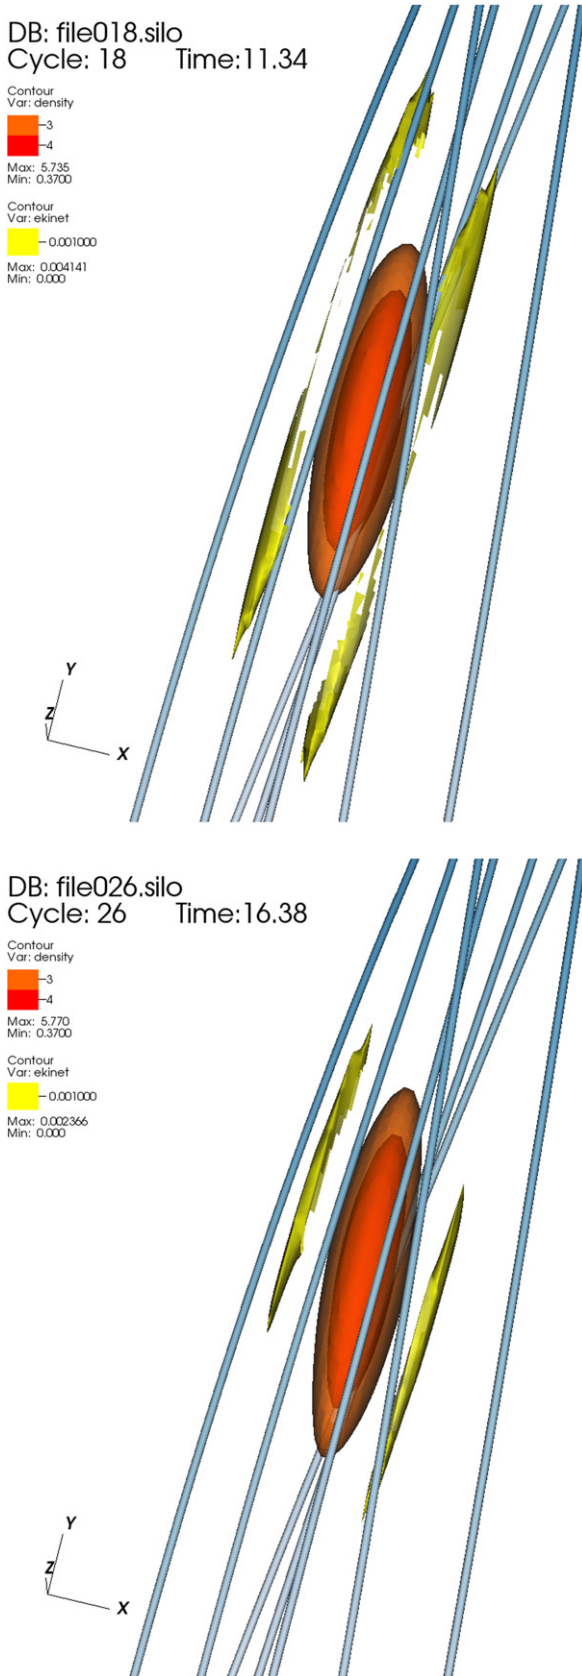 DB: file018.silo
Cycle: 18 Time:11.34
Contour
Var: density
3
4
Max: 5.735
Min: 0.3700
Contour
Var: ekinet
0.001000
Max: 0.004141
Min: 0.000
Y
Z
X
DB: file026.silo
Cycle: 26 Time:16.38
Contour
Var: density
3
4
Max: 5.770
Min: 0.3700
Contour
Var: ekinet
0.001000
Max: 0.002366
Min: 0.000
Y
Z
X